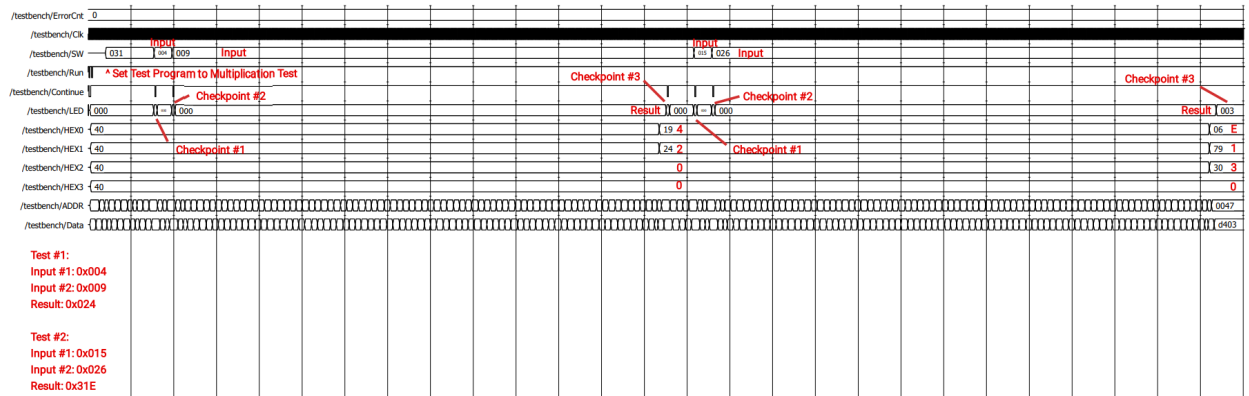 /testbench/ErrorCnt 0
/testbench/Clk
Input Input
/testbench/SW 031 004 009 Input 015 026 Input
/testbench/Run ^ Set Test Program to Multiplication Test Checkpoint #3 Checkpoint #3
/testbench/Continue Checkpoint #2 Checkpoint #2
/testbench/LED 000 000 Result 000 000 Result 003
/testbench/HEX0 40 19 4 06 E
/testbench/HEX1 40 Checkpoint #1 24 2 Checkpoint #1 79 1
/testbench/HEX2 40 0 30 3
/testbench/HEX3 40 0 0
/testbench/ADDR 0047
/testbench/Data d403
Test #1:
Input #1: 0x004
Input #2: 0x009
Result: 0x024
Test #2:
Input #1: 0x015
Input #2: 0x026
Result: 0x31E